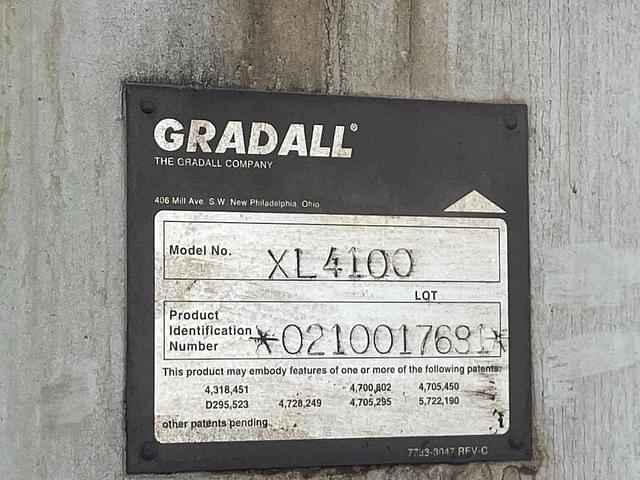 GRADALL®
THE GRADALL COMPANY
406 Mill Ave. S.W. New Philadelphia, Ohio
Model No. XL4100
LOT
Product
Identification
Number *0210017681*
This product may embody features of one or more of the following patents:
4,318,451 4,700,802 4,705,450
D295,523 4,728,249 4,705,295 5,722,190
other patents pending.
7733-3047 REV-C